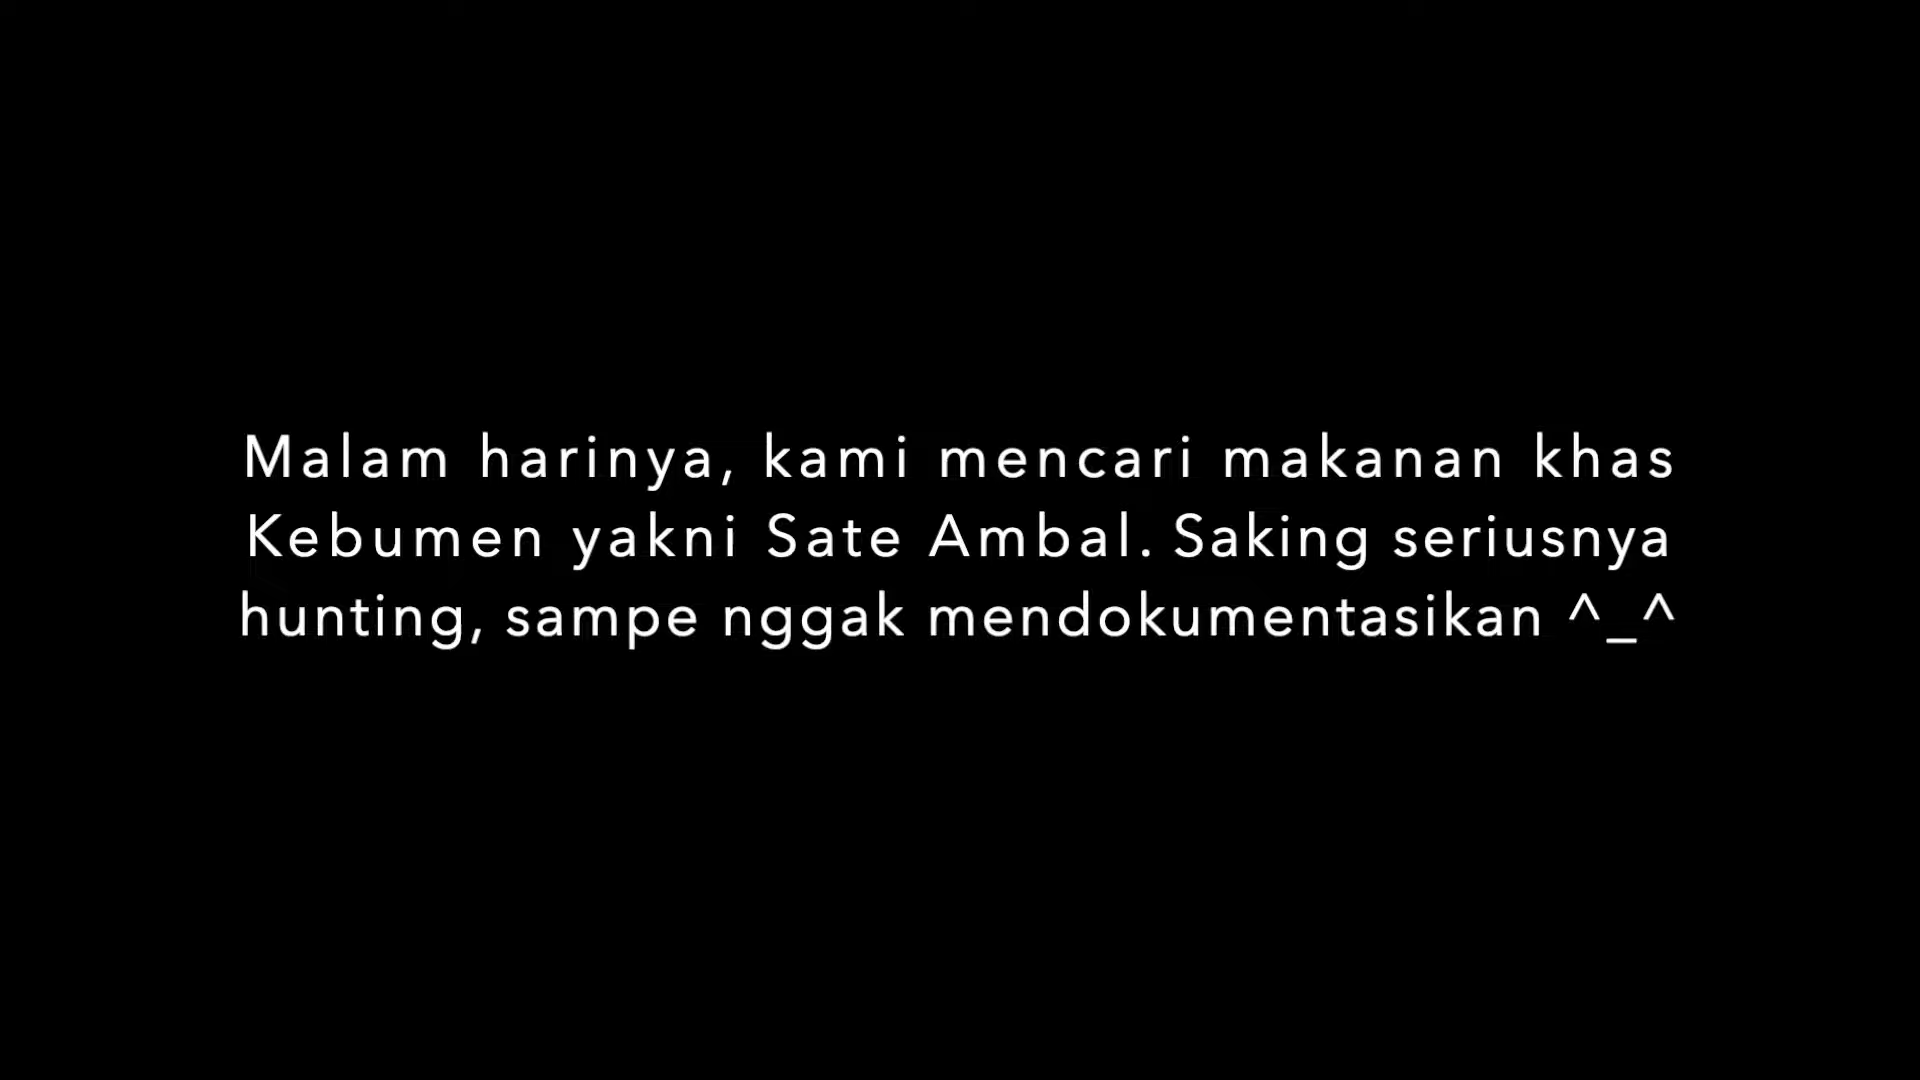 Malam harinya, kami mencari makanan khas
Kebumen yakni Sate Ambal. Saking seriusnya
hunting, sampe nggak mendokumentasikan ^_^